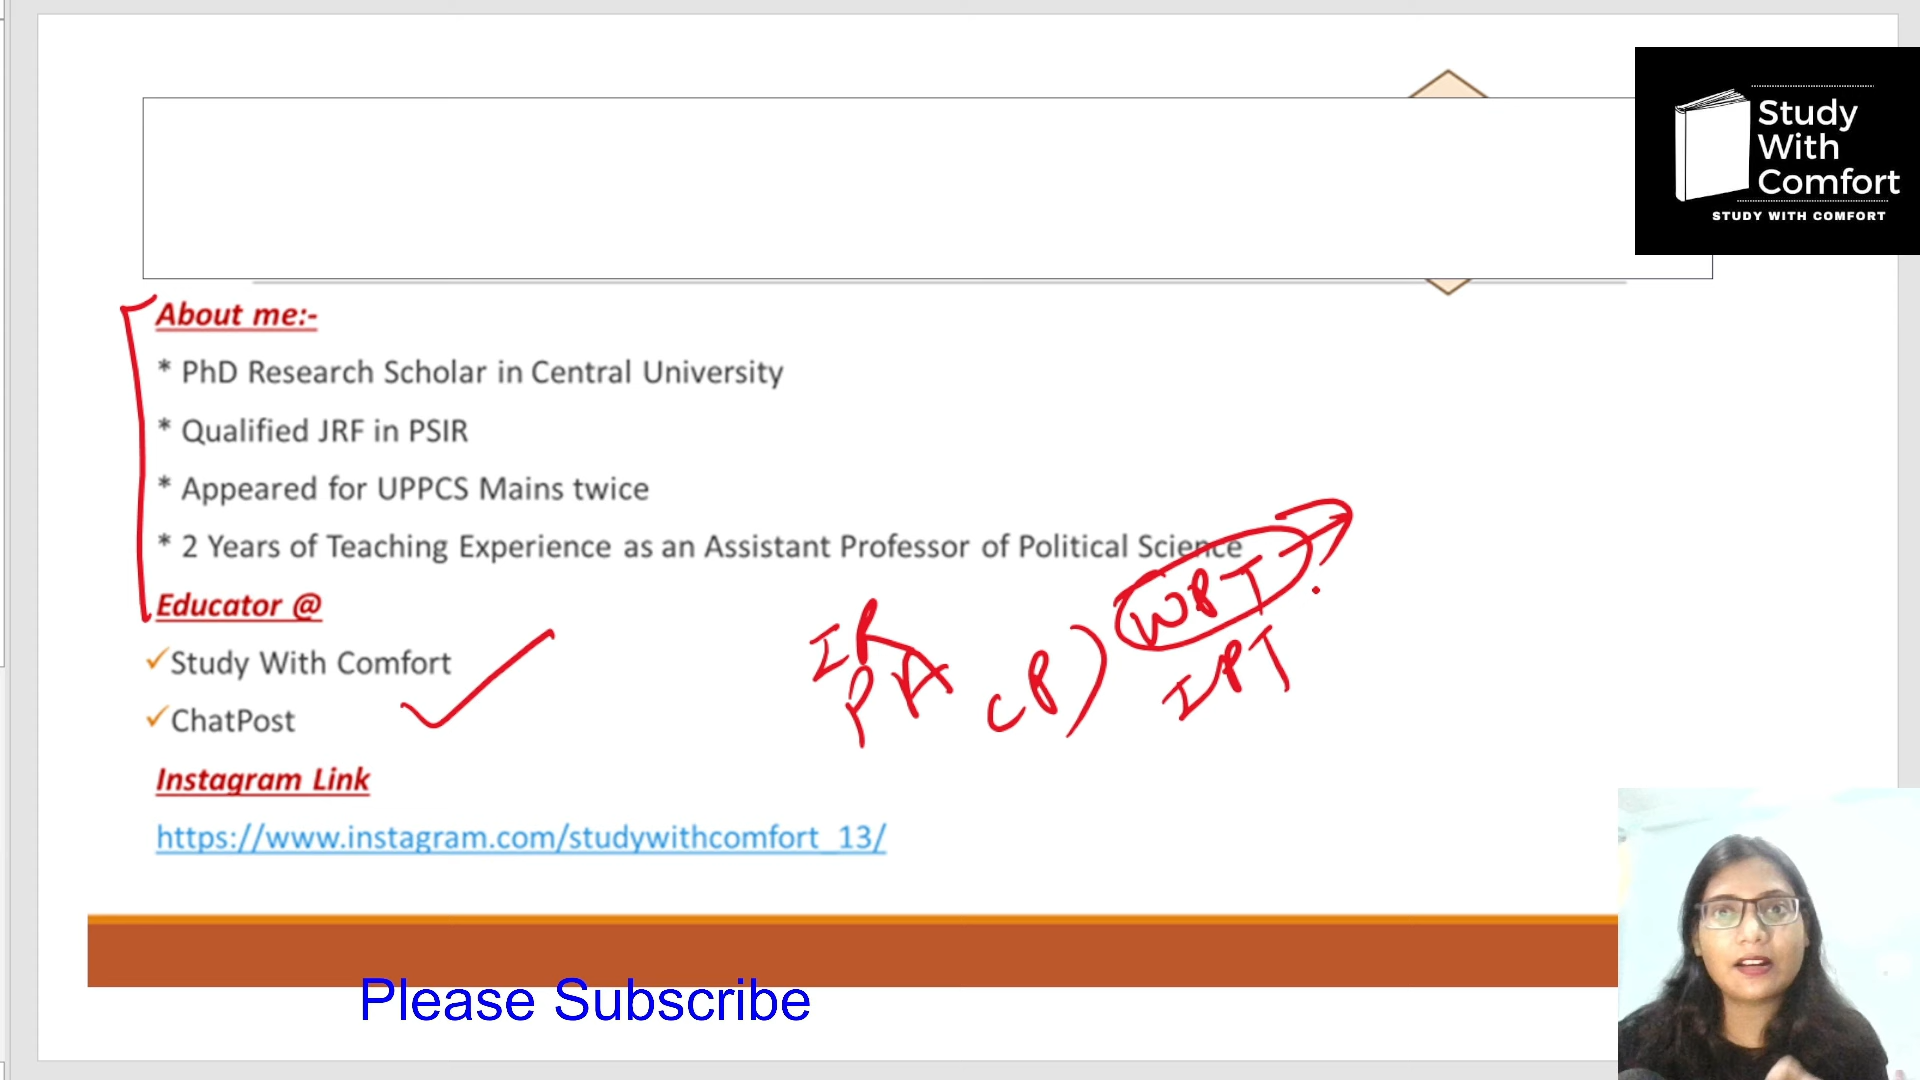 Study
With
Comfort
STUDY WITH COMFORT
About me:-
* PhD Research Scholar in Central University
* Qualified JRF in PSIR
* Appeared for UPPCS Mains twice
* 2 Years of Teaching Experience as an Assistant Professor of Political Science
Educator @
✓Study With Comfort
✓ChatPost
Instagram Link
https://www.instagram.com/studywithcomfort_13/
IR
PA
CP)
WPT
IPT
Please Subscribe